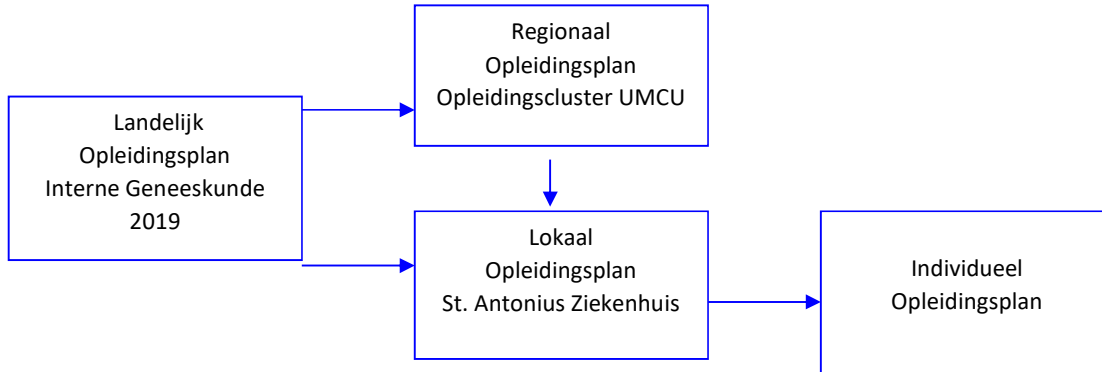 Landelijk
Opleidingsplan
Interne Geneeskunde
2019
Regionaal
Opleidingsplan
Opleidingscluster UMCU
Lokaal
Opleidingsplan
St. Antonius Ziekenhuis
Individueel
Opleidingsplan